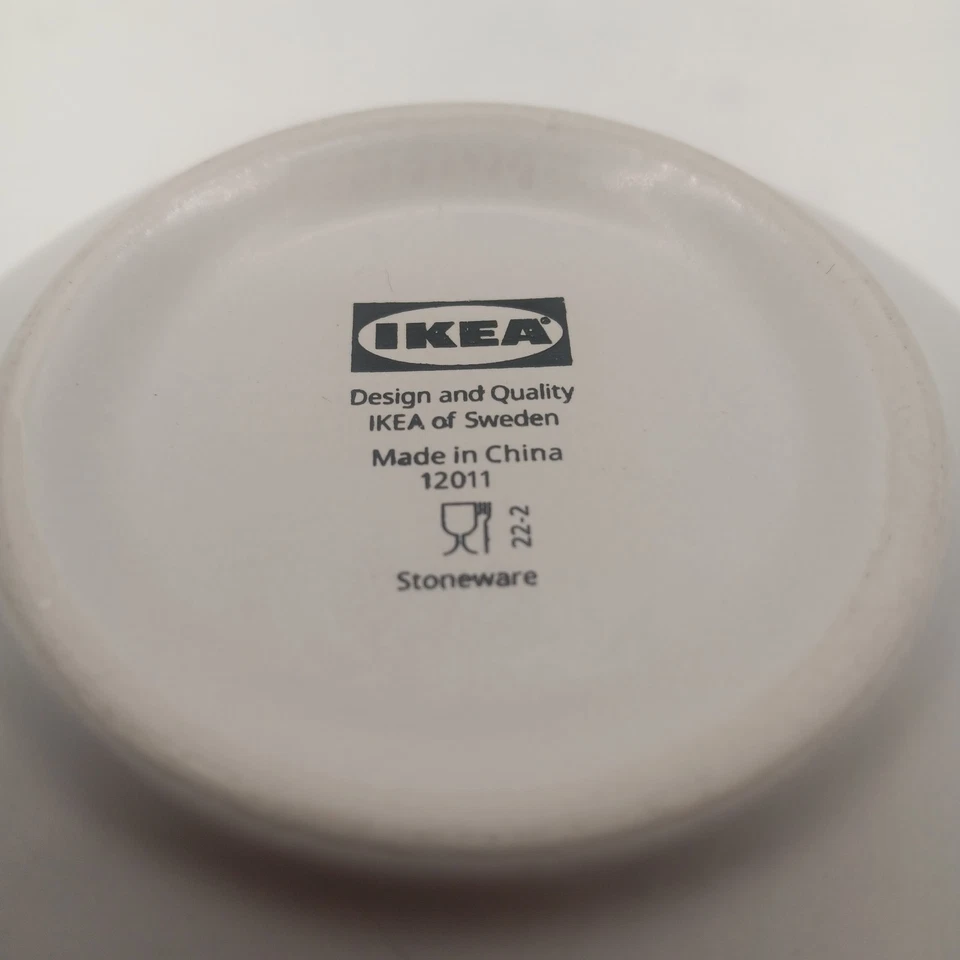 IKEA®
Design and Quality
IKEA of Sweden
Made in China
12011
22-2
Stoneware